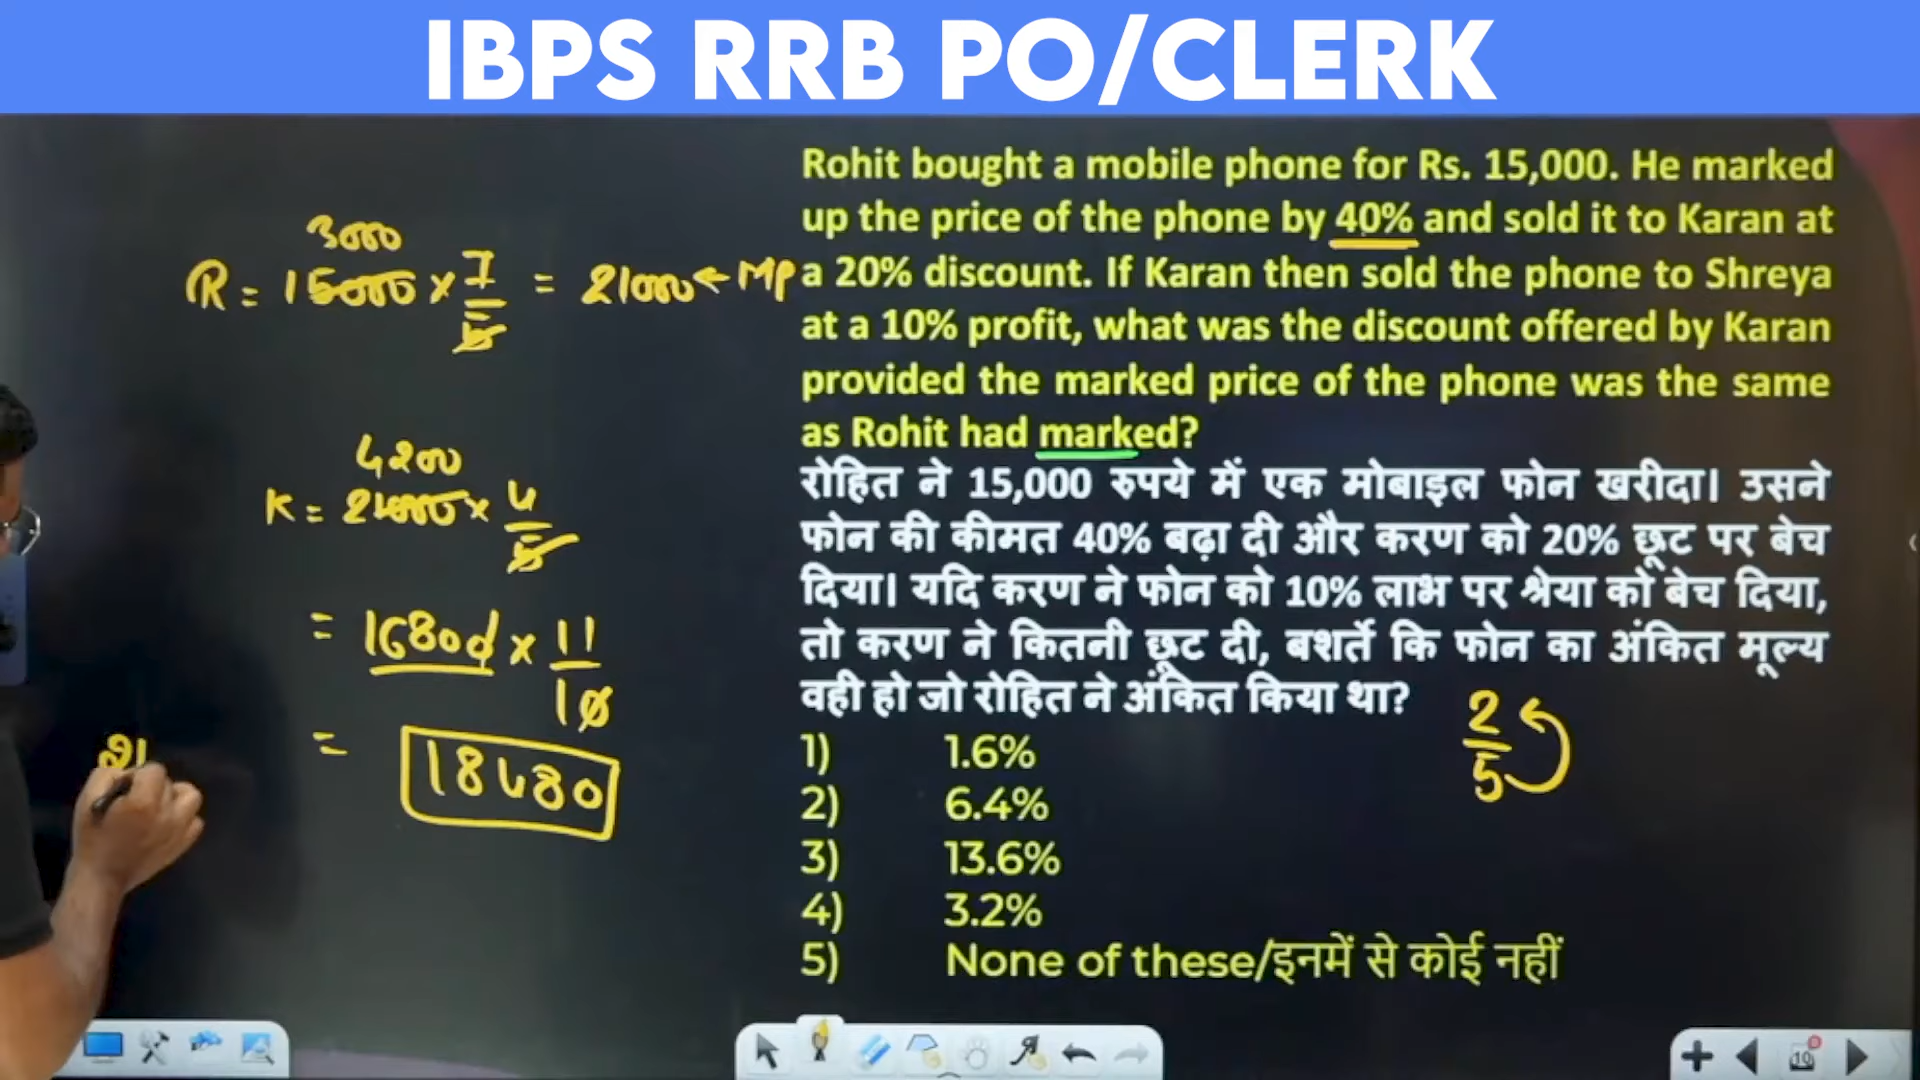 IBPS RRB PO/CLERK
Rohit bought a mobile phone for Rs. 15,000. He marked
up the price of the phone by 40% and sold it to Karan at
a 20% discount. If Karan then sold the phone to Shreya
at a 10% profit, what was the discount offered by Karan
provided the marked price of the phone was the same
as Rohit had marked?
रोहित ने 15,000 रुपये में एक मोबाइल फोन खरीदा। उसने
फोन की कीमत 40% बढ़ा दी और करण को 20% छूट पर बेच
दिया। यदि करण ने फोन को 10% लाभ पर श्रेया को बेच दिया,
तो करण ने कितनी छूट दी, बशर्ते कि फोन का अंकित मूल्य
वही हो जो रोहित ने अंकित किया था?
1) 1.6%
2) 6.4%
3) 13.6%
4) 3.2%
5) None of these/इनमें से कोई नहीं
3000
R = 15000 × 7/5 = 21000 ← MP
4200
K = 21000 × 4/5
= 16800 × 11/10
= 18480
21
2/5
10